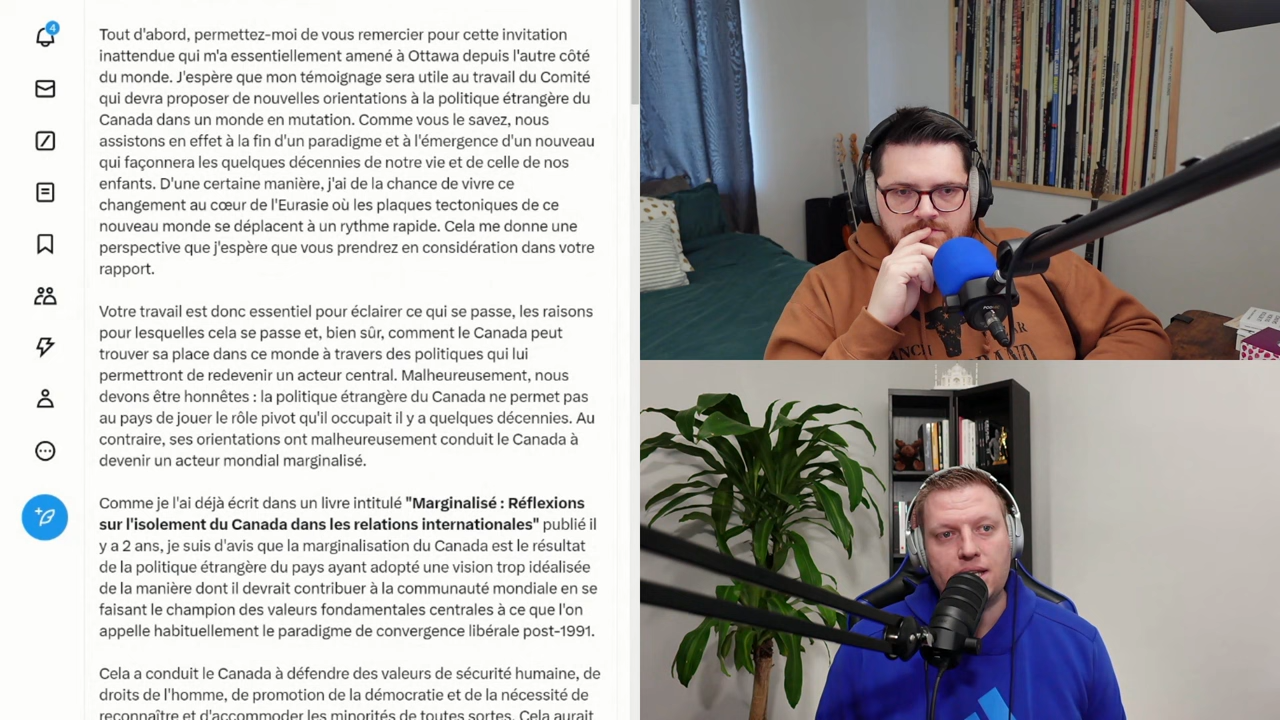 4
Tout d'abord, permettez-moi de vous remercier pour cette invitation
inattendue qui m'a essentiellement amené à Ottawa depuis l'autre côté
du monde. J'espère que mon témoignage sera utile au travail du Comité
qui devra proposer de nouvelles orientations à la politique étrangère du
Canada dans un monde en mutation. Comme vous le savez, nous
assistons en effet à la fin d'un paradigme et à l'émergence d'un nouveau
qui façonnera les quelques décennies de notre vie et de celle de nos
enfants. D'une certaine manière, j'ai de la chance de vivre ce
changement au cœur de l'Eurasie où les plaques tectoniques de ce
nouveau monde se déplacent à un rythme rapide. Cela me donne une
perspective que j'espère que vous prendrez en considération dans votre
rapport.
Votre travail est donc essentiel pour éclairer ce qui se passe, les raisons
pour lesquelles cela se passe et, bien sûr, comment le Canada peut
trouver sa place dans ce monde à travers des politiques qui lui
permettront de redevenir un acteur central. Malheureusement, nous
devons être honnêtes : la politique étrangère du Canada ne permet pas
au pays de jouer le rôle pivot qu'il occupait il y a quelques décennies. Au
contraire, ses orientations ont malheureusement conduit le Canada à
devenir un acteur mondial marginalisé.
Comme je l'ai déjà écrit dans un livre intitulé "Marginalisé : Réflexions
sur l'isolement du Canada dans les relations internationales" publié il
y a 2 ans, je suis d'avis que la marginalisation du Canada est le résultat
de la politique étrangère du pays ayant adopté une vision trop idéalisée
de la manière dont il devrait contribuer à la communauté mondiale en se
faisant le champion des valeurs fondamentales centrales à ce que l'on
appelle habituellement le paradigme de convergence libérale post-1991.
Cela a conduit le Canada à défendre des valeurs de sécurité humaine, de
droits de l'homme, de promotion de la démocratie et de la nécessité de
reconnaître et d'accommoder les minorités de toutes sortes. Cela aurait